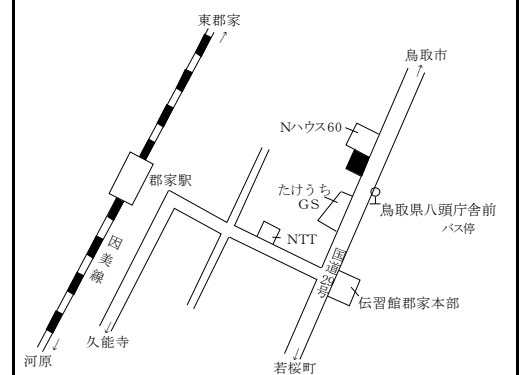 東郡家
鳥取市
Nハウス60
郡家駅
たけうち
GS
鳥取県八頭庁舎前
バス停
NTT
国道29号
因美線
伝習館郡家本部
久能寺
河原
若桜町